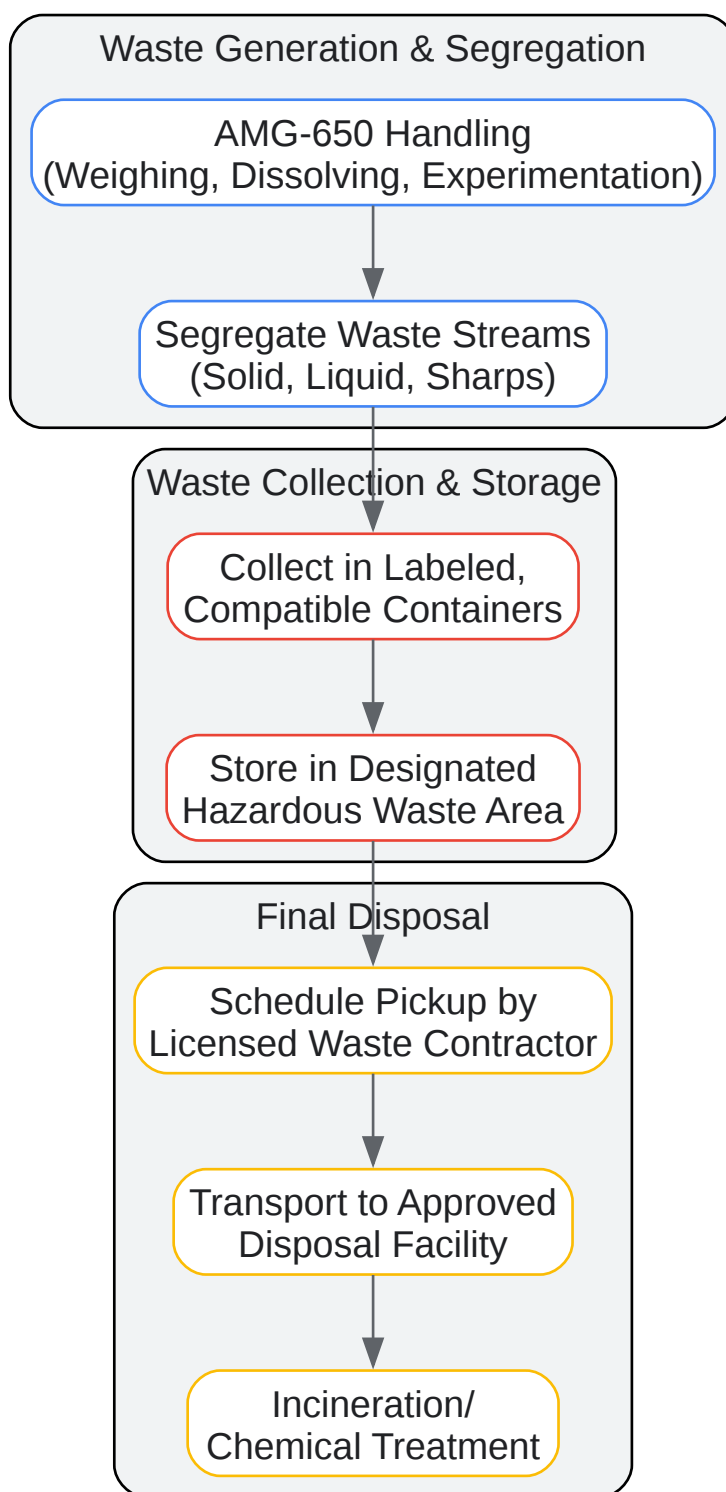 Waste Generation & Segregation
AMG-650 Handling
(Weighing, Dissolving, Experimentation)
Segregate Waste Streams
(Solid, Liquid, Sharps)
Waste Collection & Storage
Collect in Labeled,
Compatible Containers
Store in Designated
Hazardous Waste Area
Final Disposal
Schedule Pickup by
Licensed Waste Contractor
Transport to Approved
Disposal Facility
Incineration/
Chemical Treatment